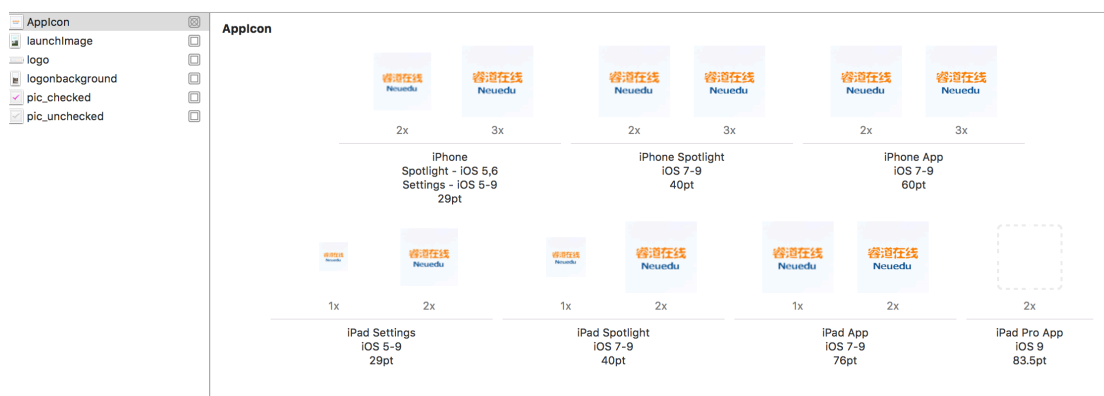 AppIcon
launchImage
logo
logonbackground
pic_checked
pic_unchecked
AppIcon
睿道在线 睿道在线 睿道在线 睿道在线 睿道在线 睿道在线
Neuedu Neuedu Neuedu Neuedu Neuedu Neuedu
2x 3x 2x 3x 2x 3x
iPhone
Spotlight - iOS 5,6
Settings - iOS 5-9
29pt
iPhone Spotlight
iOS 7-9
40pt
iPhone App
iOS 7-9
60pt
睿道在线 睿道在线 睿道在线 睿道在线 睿道在线 睿道在线
Neuedu Neuedu Neuedu Neuedu Neuedu Neuedu
1x 2x 1x 2x 1x 2x 2x
iPad Settings
iOS 5-9
29pt
iPad Spotlight
iOS 7-9
40pt
iPad App
iOS 7-9
76pt
iPad Pro App
iOS 9
83.5pt